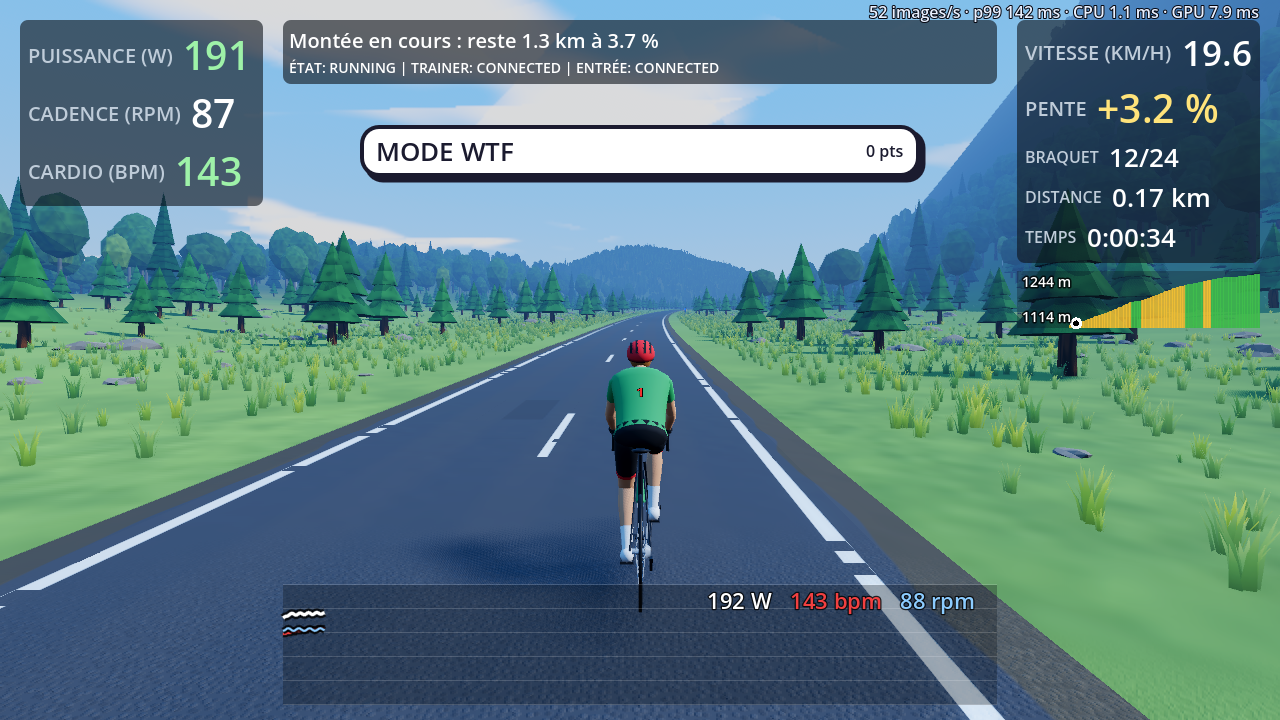 52 images/s · p99 142 ms · CPU 1.1 ms · GPU 7.9 ms
PUISSANCE (W) 191
CADENCE (RPM) 87
CARDIO (BPM) 143
Montée en cours : reste 1.3 km à 3.7 %
ÉTAT: RUNNING | TRAINER: CONNECTED | ENTRÉE: CONNECTED
MODE WTF 0 pts
VITESSE (KM/H) 19.6
PENTE +3.2 %
BRAQUET 12/24
DISTANCE 0.17 km
TEMPS 0:00:34
1244 m
1114 m
1
192 W 143 bpm 88 rpm